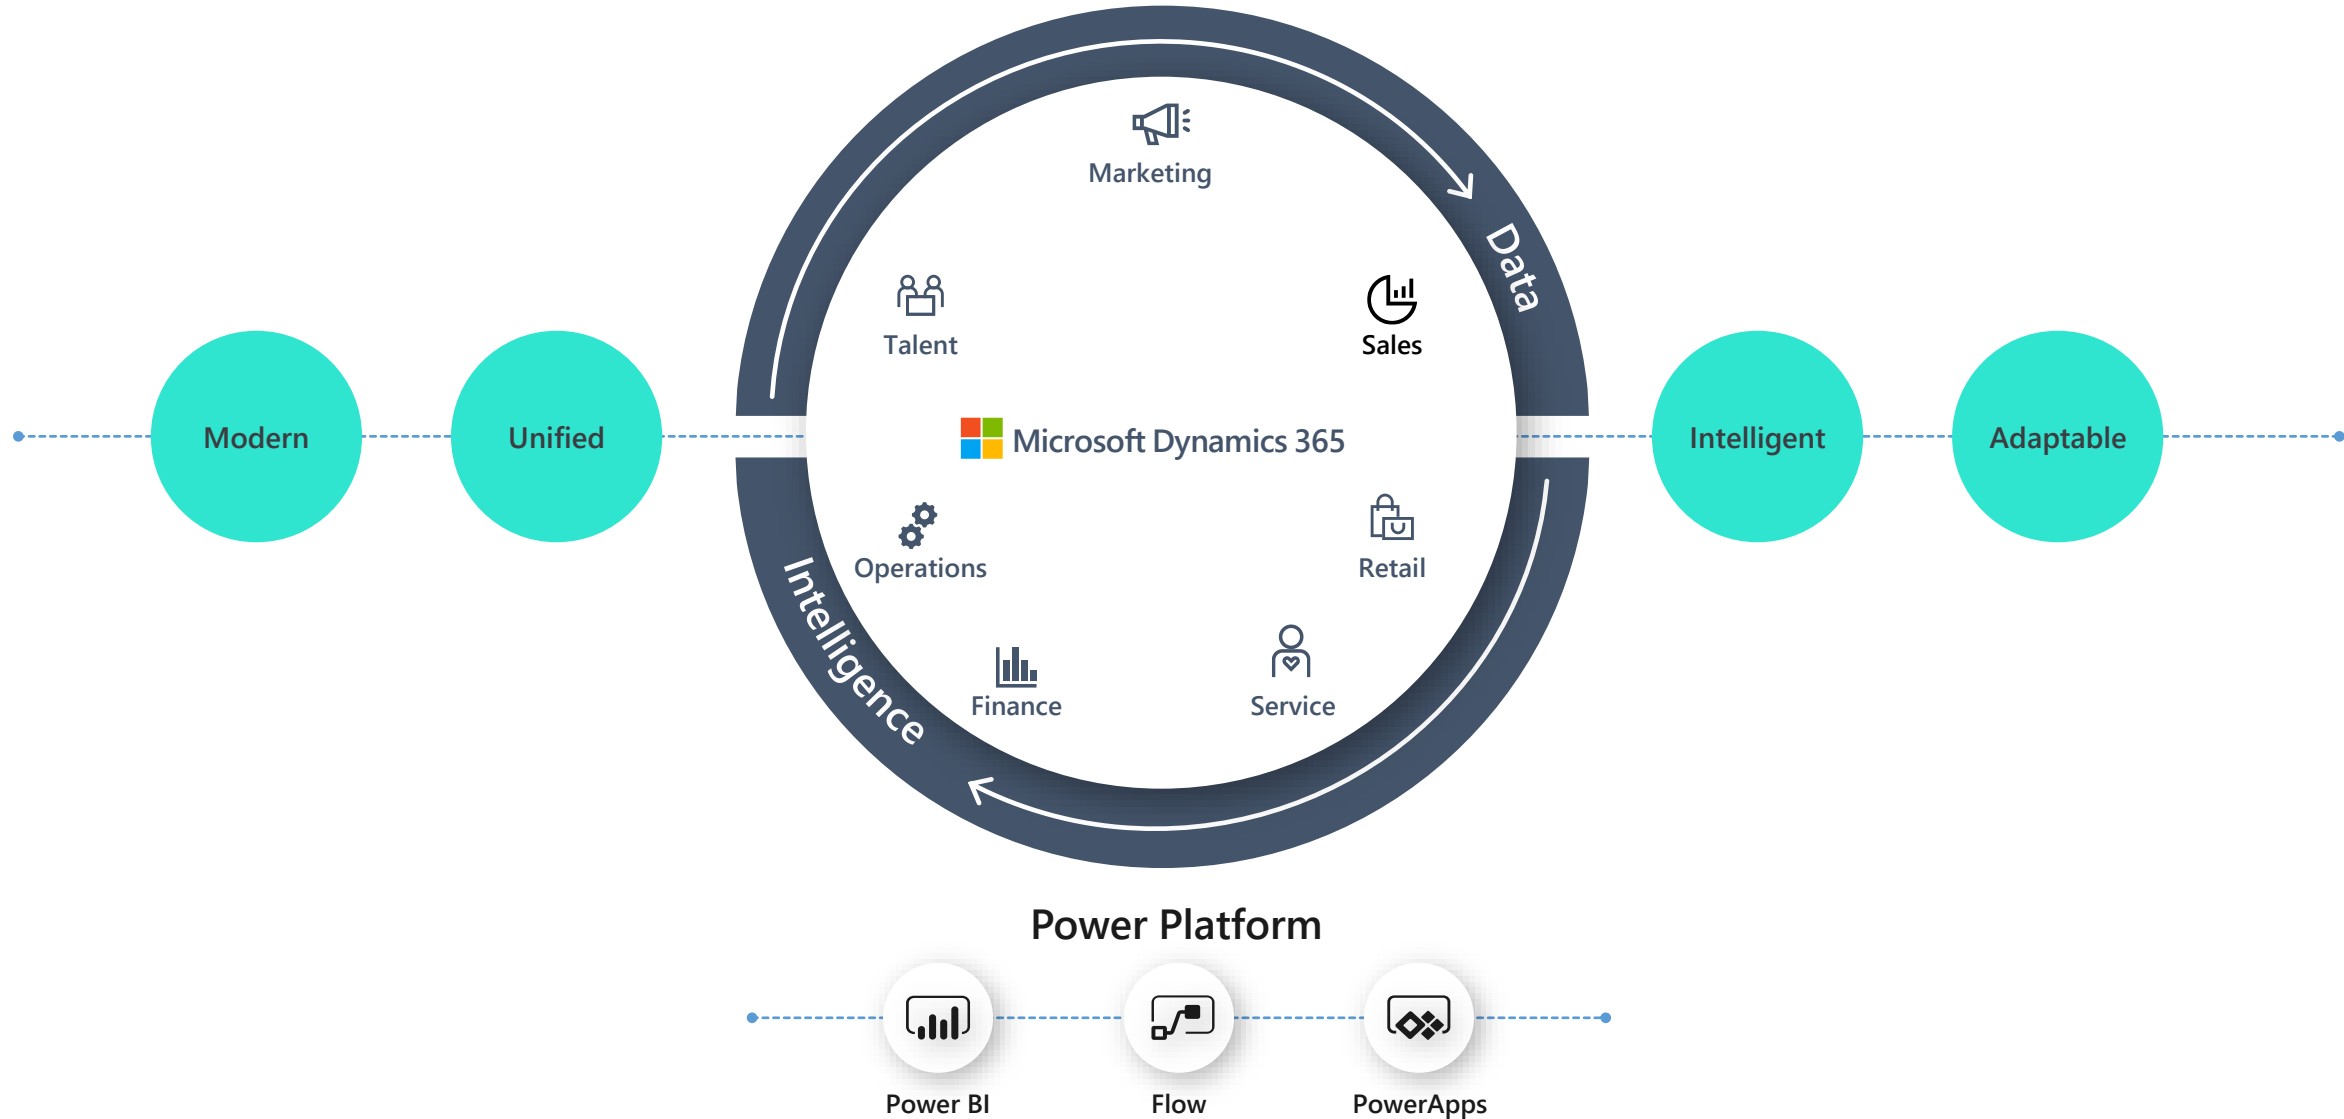 Marketing
Data
Talent
Sales
Modern
Unified
Microsoft Dynamics 365
Intelligent
Adaptable
Operations
Retail
Intelligence
Finance
Service
Power Platform
Power BI
Flow
PowerApps